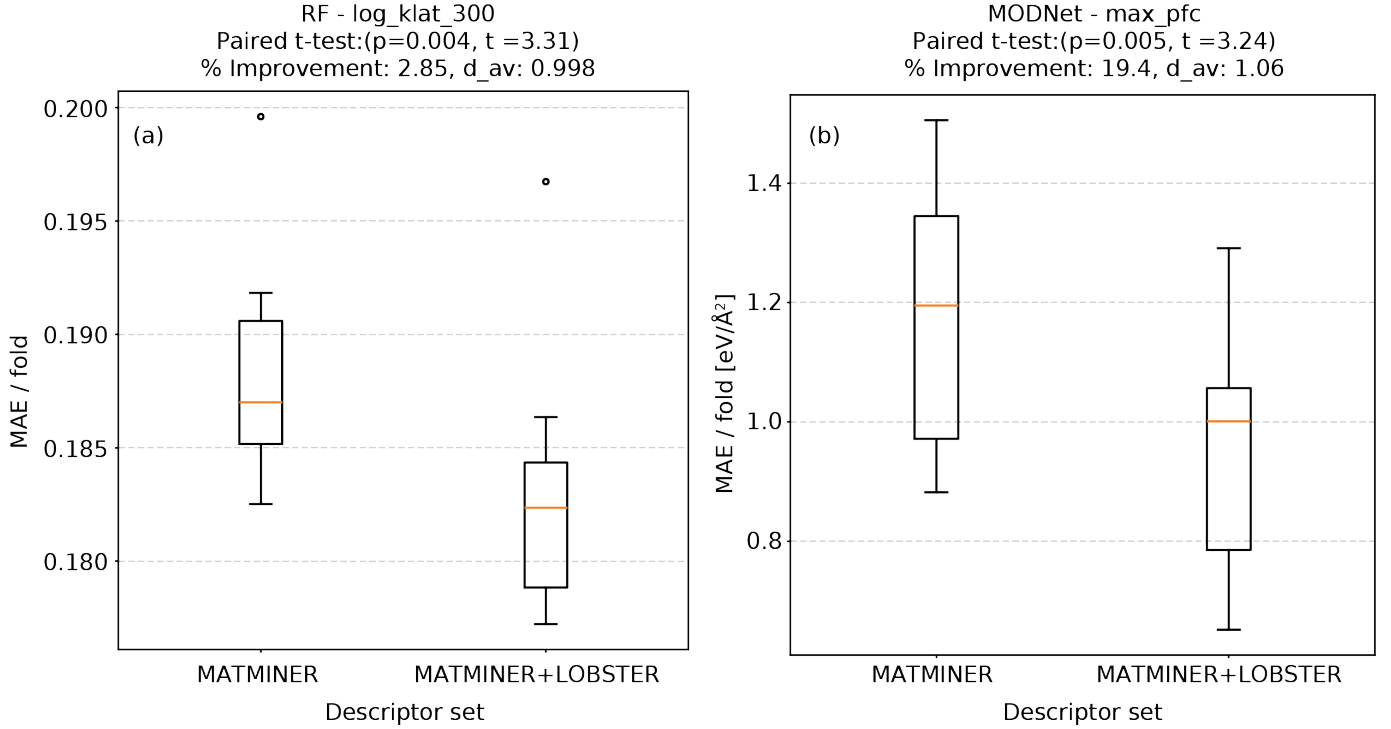 RF - log_klat_300
Paired t-test:(p=0.004, t =3.31)
% Improvement: 2.85, d_av: 0.998
(a)
0.200
0.195
0.190
0.185
0.180
MAE / fold
MATMINER
MATMINER+LOBSTER
Descriptor set
MODNet - max_pfc
Paired t-test:(p=0.005, t =3.24)
% Improvement: 19.4, d_av: 1.06
(b)
1.4
1.2
1.0
0.8
MAE / fold [eV/Å²]
MATMINER
MATMINER+LOBSTER
Descriptor set